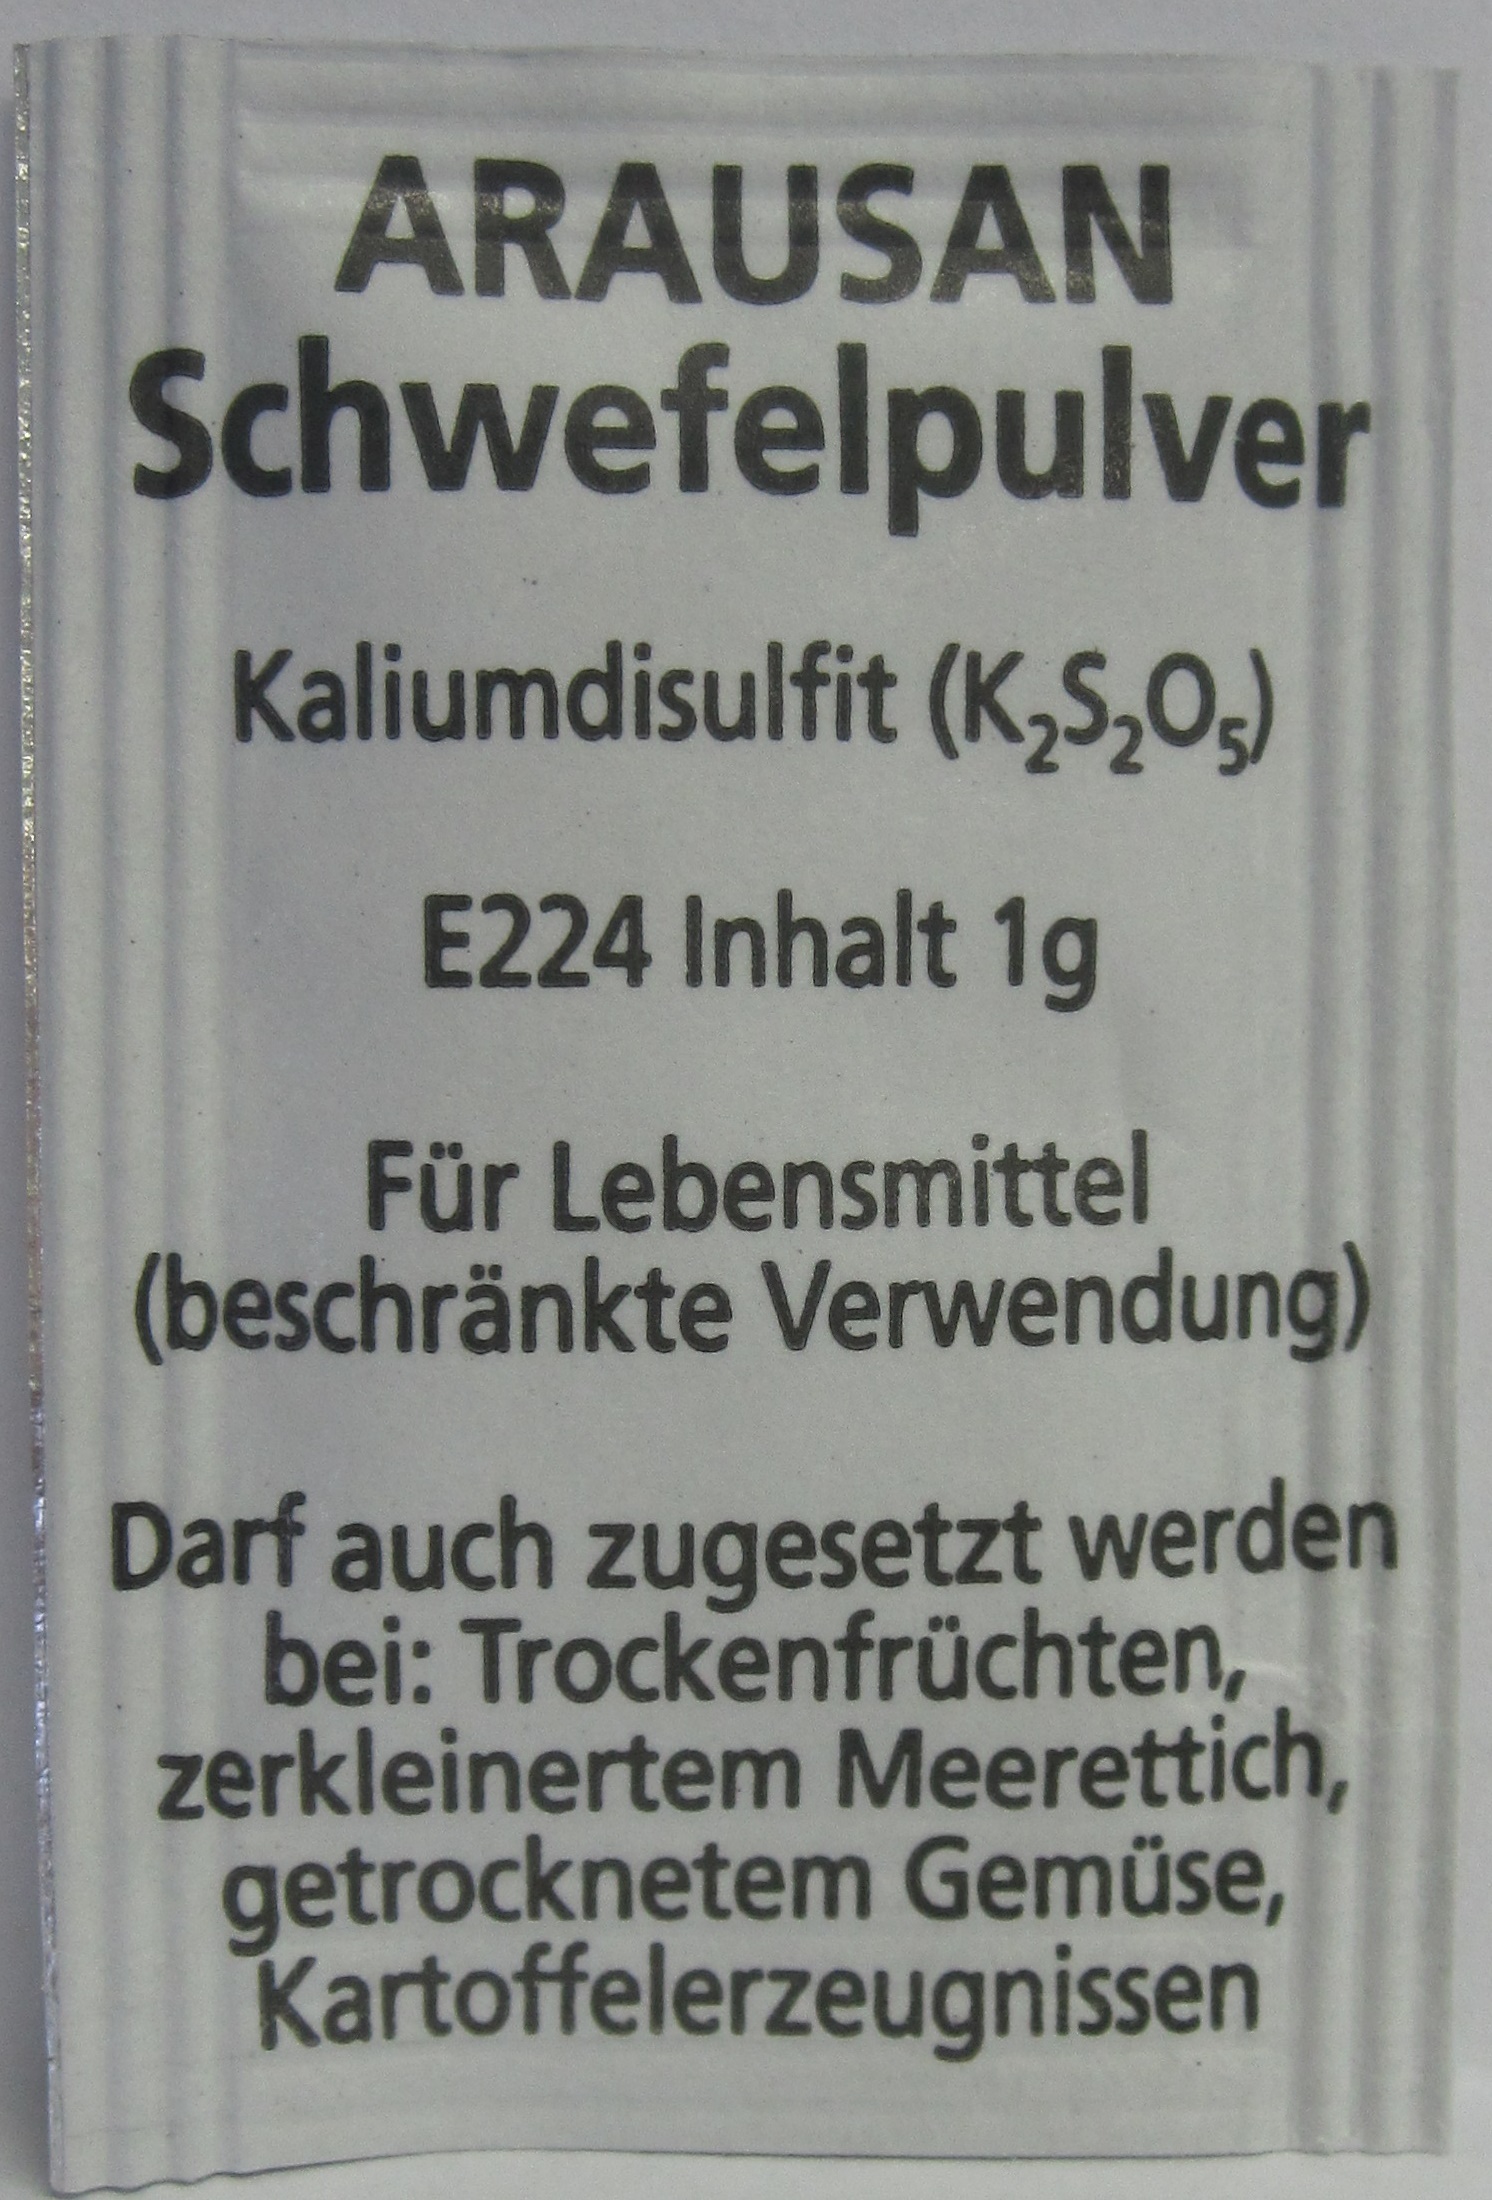 ARAUSAN
Schwefelpulver
Kaliumdisulfit (K₂S₂O₅)
E224 Inhalt 1g
Für Lebensmittel
(beschränkte Verwendung)
Darf auch zugesetzt werden
bei: Trockenfrüchten,
zerkleinertem Meerettich,
getrocknetem Gemüse,
Kartoffelerzeugnissen